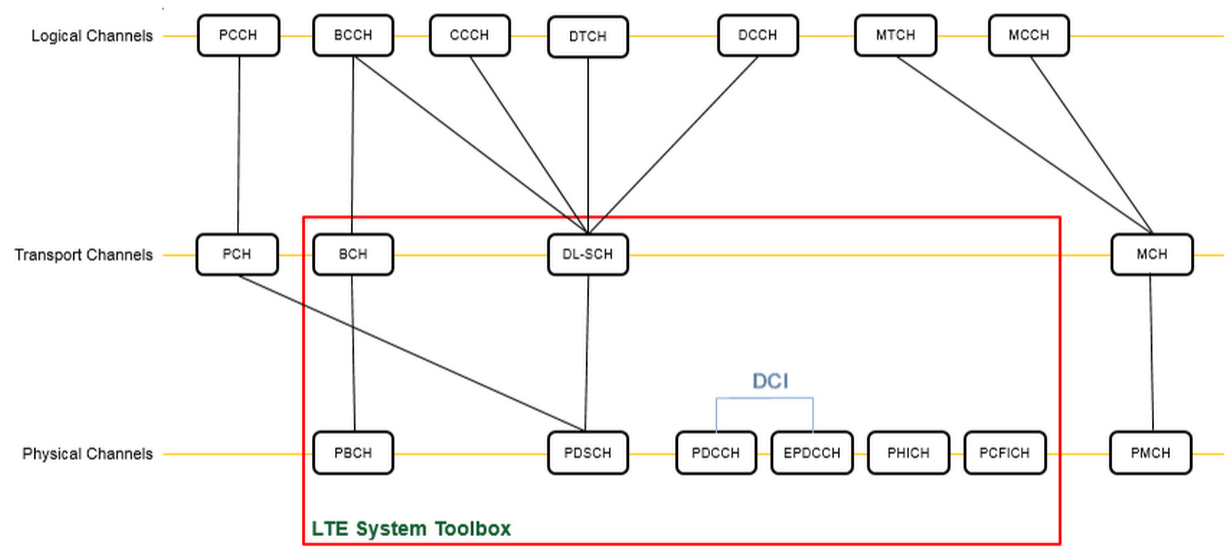 Logical Channels PCCH BCCH CCCH DTCH DCCH MTCH MCCH
Transport Channels PCH BCH DL-SCH MCH
DCI
Physical Channels PBCH PDSCH PDCCH EPDCCH PHICH PCFICH PMCH
LTE System Toolbox